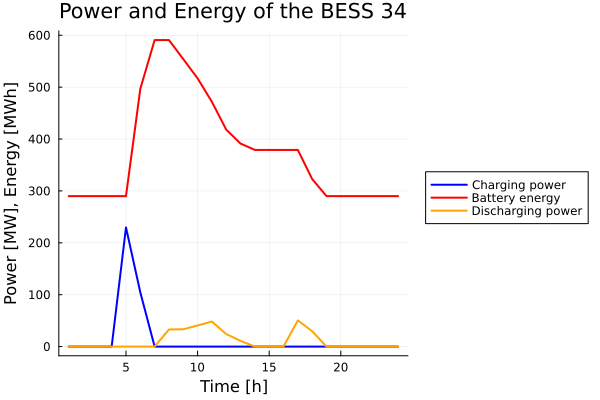 Power and Energy of the BESS 34
Power [MW], Energy [MWh]
600
500
400
300
200
100
0
5
10
15
20
Time [h]
Charging power
Battery energy
Discharging power